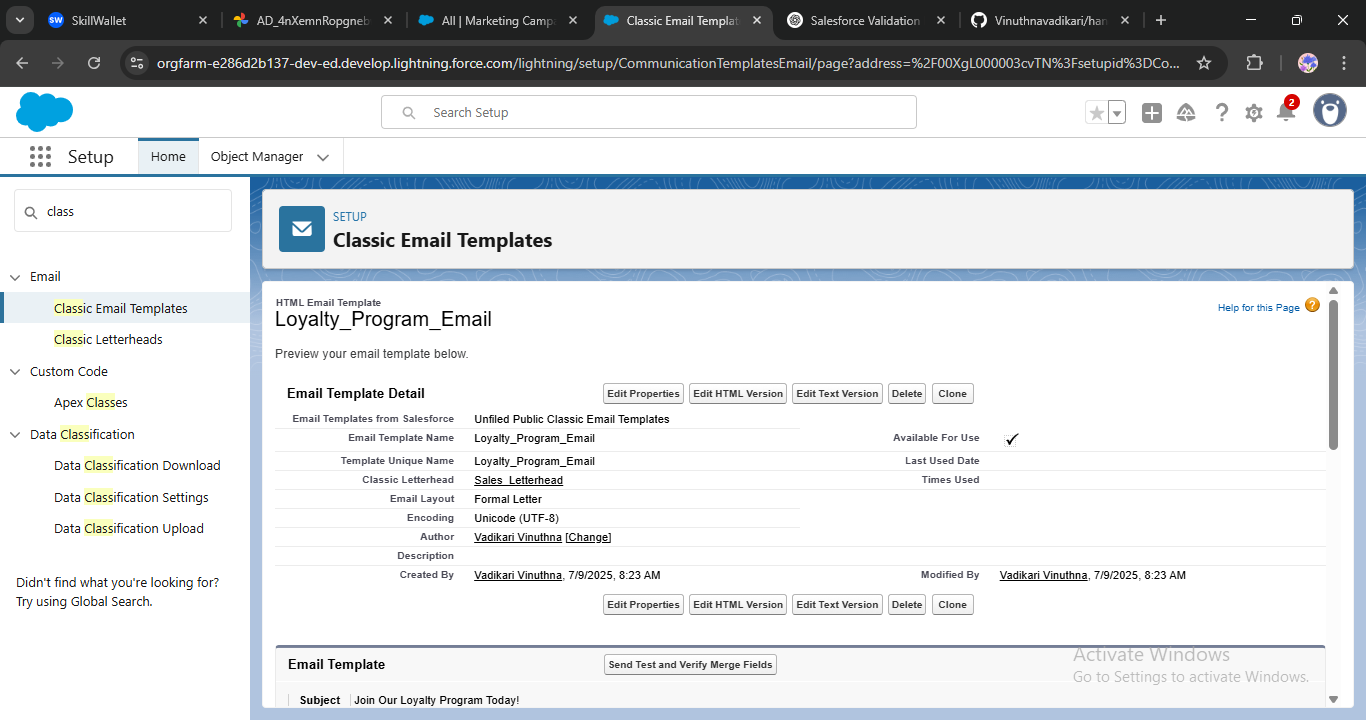 SkillWallet
AD_4nXemnRopgneb
All | Marketing Camp
Classic Email Templat
Salesforce Validation
Vinuthnavadikari/han
orgfarm-e286d2b137-dev-ed.develop.lightning.force.com/lightning/setup/CommunicationTemplatesEmail/page?address=%2F00XgL000003cvTN%3Fsetupid%3DCo...
Search Setup
2
Setup
Home
Object Manager
class
Email
Classic Email Templates
Classic Letterheads
Custom Code
Apex Classes
Data Classification
Data Classification Download
Data Classification Settings
Data Classification Upload
Didn't find what you're looking for?
Try using Global Search.
SETUP
Classic Email Templates
HTML Email Template
Loyalty_Program_Email
Help for this Page ?
Preview your email template below.
Email Template Detail Edit Properties Edit HTML Version Edit Text Version Delete Clone
Email Templates from Salesforce Unfiled Public Classic Email Templates
Email Template Name Loyalty_Program_Email Available For Use
Template Unique Name Loyalty_Program_Email Last Used Date
Classic Letterhead Sales_Letterhead Times Used
Email Layout Formal Letter
Encoding Unicode (UTF-8)
Author Vadikari Vinuthna [Change]
Description
Created By Vadikari Vinuthna, 7/9/2025, 8:23 AM Modified By Vadikari Vinuthna, 7/9/2025, 8:23 AM
Edit Properties Edit HTML Version Edit Text Version Delete Clone
Email Template Send Test and Verify Merge Fields
Subject Join Our Loyalty Program Today!
Activate Windows
Go to Settings to activate Windows.